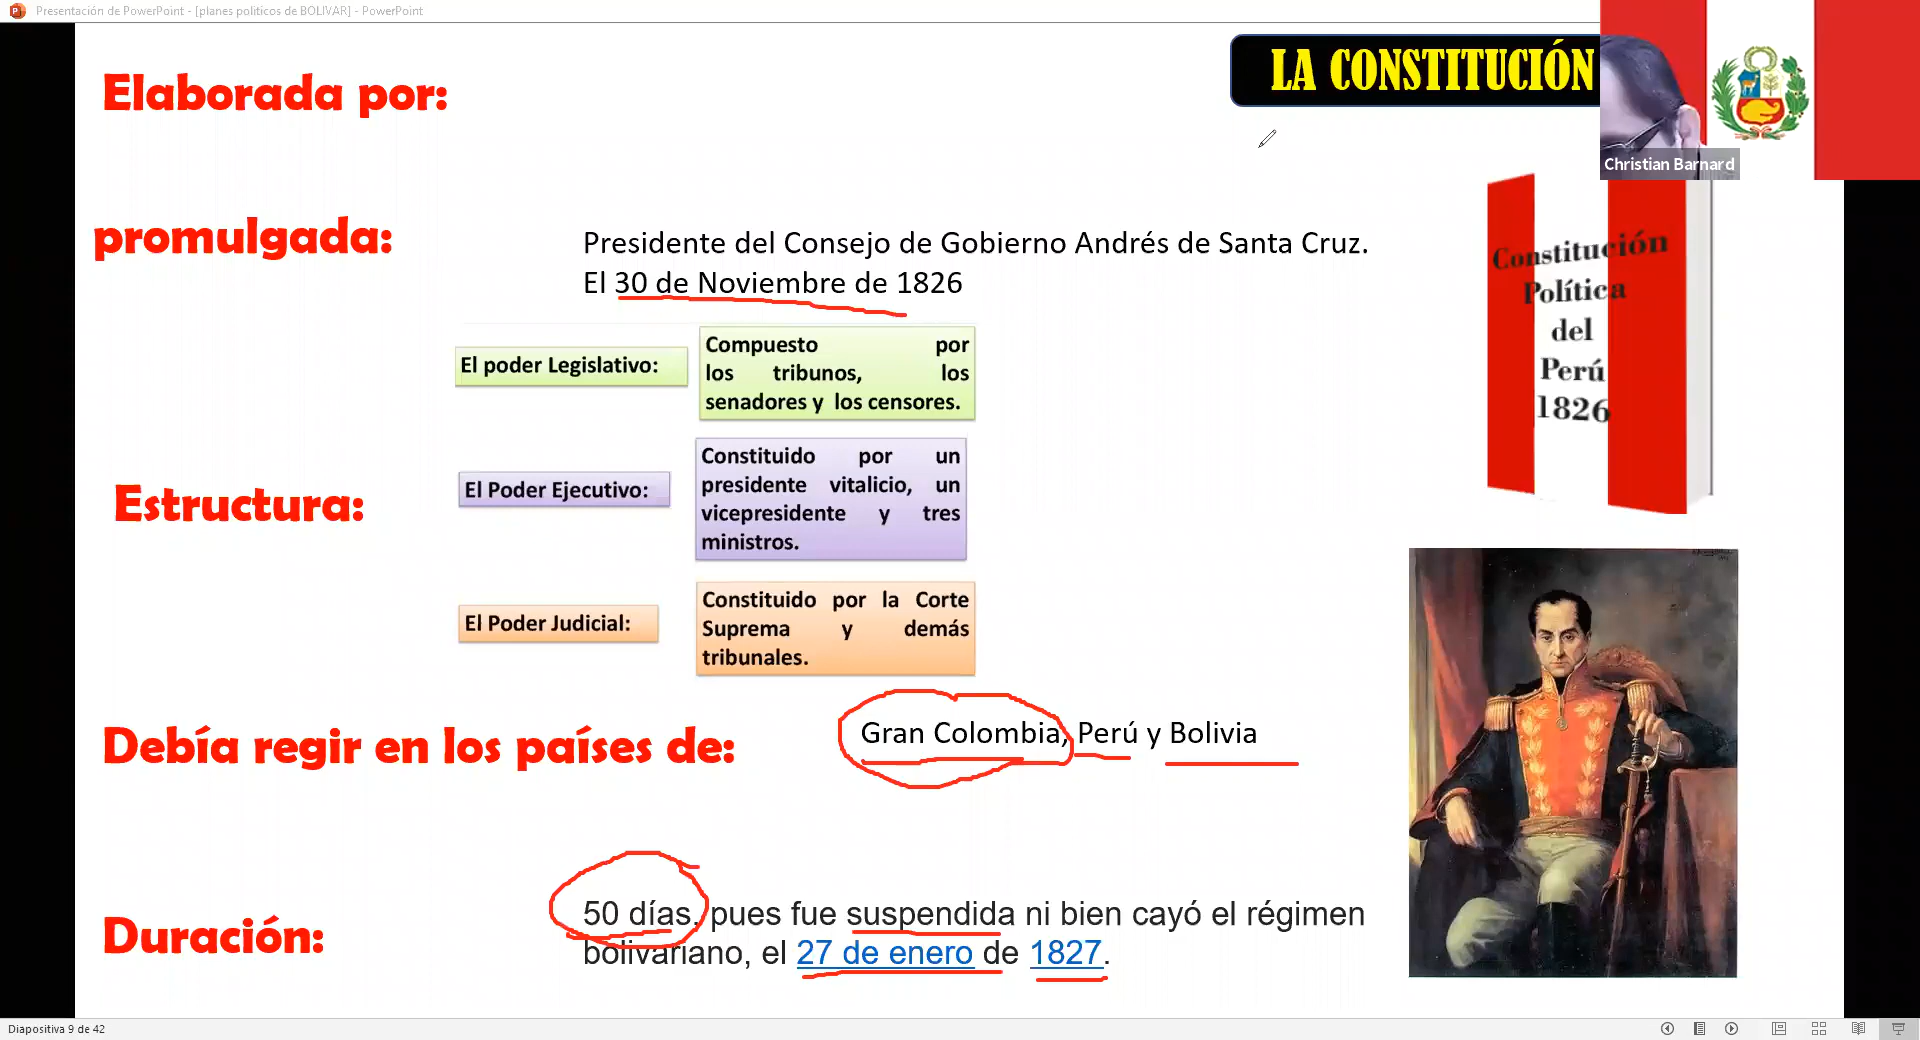 Presentación de PowerPoint - [planes politicos de BOLIVAR] - PowerPoint
LA CONSTITUCIÓN
Christian Barnard
Elaborada por:
promulgada:
Presidente del Consejo de Gobierno Andrés de Santa Cruz.
El 30 de Noviembre de 1826
Constitución
Política
del
Perú
1826
Estructura:
El poder Legislativo:
Compuesto por
los tribunos, los
senadores y los censores.
El Poder Ejecutivo:
Constituido por un
presidente vitalicio, un
vicepresidente y tres
ministros.
El Poder Judicial:
Constituido por la Corte
Suprema y demás
tribunales.
Debía regir en los países de:
Gran Colombia, Perú y Bolivia
Duración:
50 días, pues fue suspendida ni bien cayó el régimen
bolivariano, el 27 de enero de 1827.
Diapositiva 9 de 42